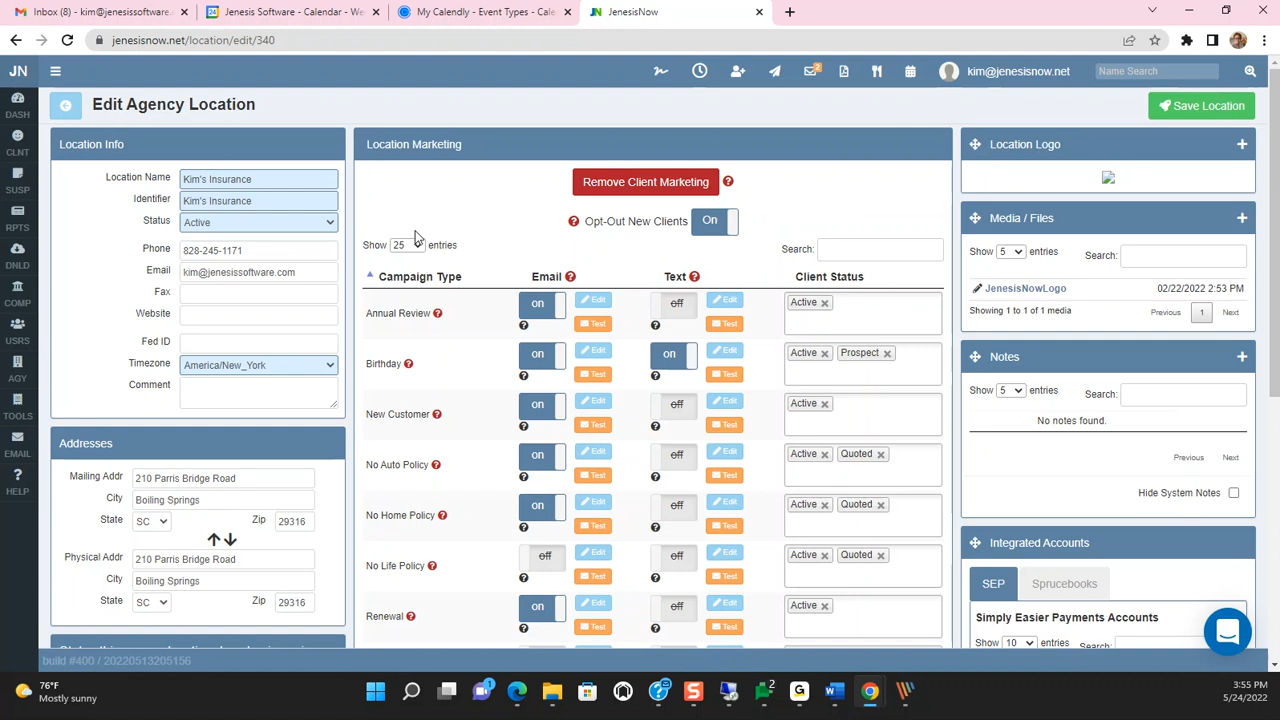 Inbox (8) - kim@jenesissoftware.c
Jenesis Software - Calendar - We
My Calendly - Event Types - Cale
JenesisNow
jenesisnow.net/location/edit/340
JN
kim@jenesisnow.net
Name Search
2
DASH
CLNT
SUSP
RPTS
DNLD
COMP
USRS
AGY
TOOLS
EMAIL
HELP
Edit Agency Location
Save Location
Location Info
Location Name Kim's Insurance
Identifier Kim's Insurance
Status Active
Phone 828-245-1171
Email kim@jenesissoftware.com
Fax
Website
Fed ID
Timezone America/New_York
Comment
Addresses
Mailing Addr 210 Parris Bridge Road
City Boiling Springs
State SC Zip 29316
Physical Addr 210 Parris Bridge Road
City Boiling Springs
State SC Zip 29316
Location Marketing
Remove Client Marketing ?
? Opt-Out New Clients On
Show 25 entries Search:
Campaign Type Email ? Text ? Client Status
Annual Review ? on Edit Test off Edit Test Active x
Birthday ? on Edit Test on Edit Test Active x Prospect x
New Customer ? on Edit Test off Edit Test Active x
No Auto Policy ? on Edit Test off Edit Test Active x Quoted x
No Home Policy ? on Edit Test off Edit Test Active x Quoted x
No Life Policy ? off Edit Test off Edit Test Active x Quoted x
Renewal ? on Edit Test off Edit Test Active x
Location Logo +
Media / Files +
Show 5 entries Search:
JenesisNowLogo 02/22/2022 2:53 PM
Showing 1 to 1 of 1 media Previous 1 Next
Notes +
Show 5 entries Search:
No notes found.
Previous Next
Hide System Notes
Integrated Accounts
SEP Sprucebooks
Simply Easier Payments Accounts
Show 10 entries Search:
build #400 / 20220513205156
76°F
Mostly sunny
3:55 PM
5/24/2022